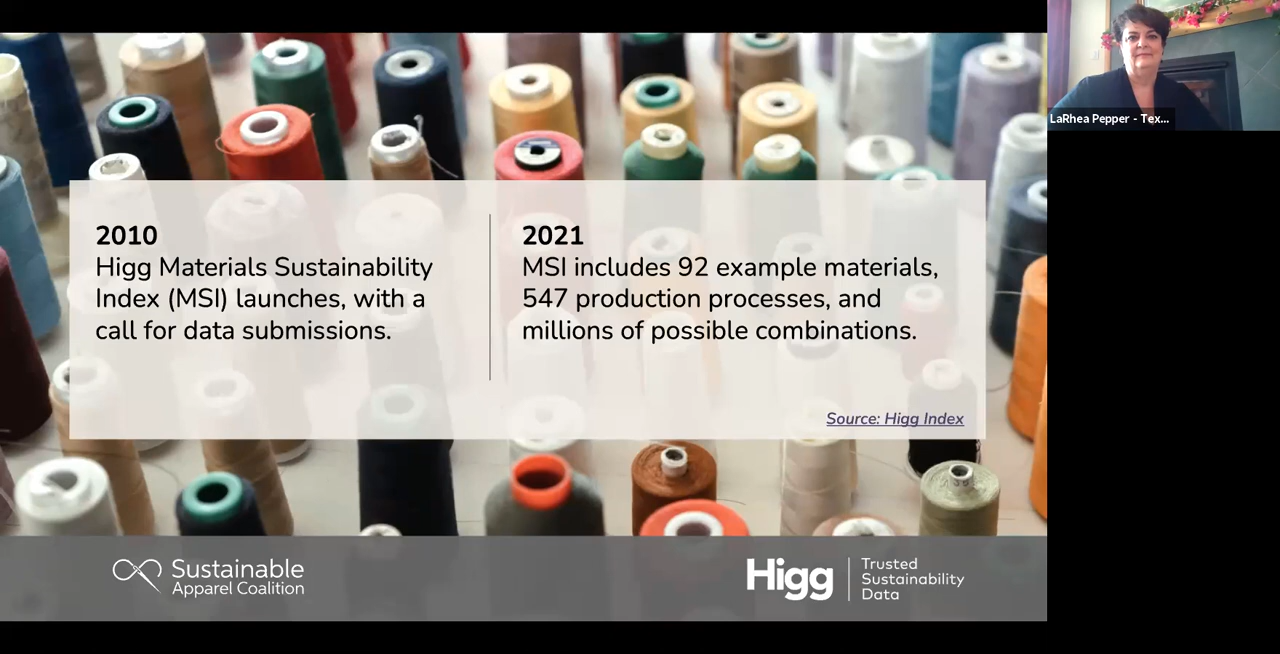 LaRhea Pepper - Tex...
2010
Higg Materials Sustainability
Index (MSI) launches, with a
call for data submissions.
2021
MSI includes 92 example materials,
547 production processes, and
millions of possible combinations.
Source: Higg Index
Sustainable
Apparel Coalition
Higg
Trusted
Sustainability
Data